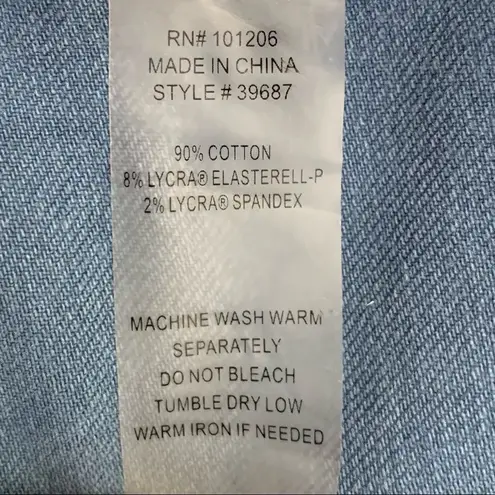 RN# 101206
MADE IN CHINA
STYLE # 39687
90% COTTON
8% LYCRA® ELASTERELL-P
2% LYCRA® SPANDEX
MACHINE WASH WARM
SEPARATELY
DO NOT BLEACH
TUMBLE DRY LOW
WARM IRON IF NEEDED